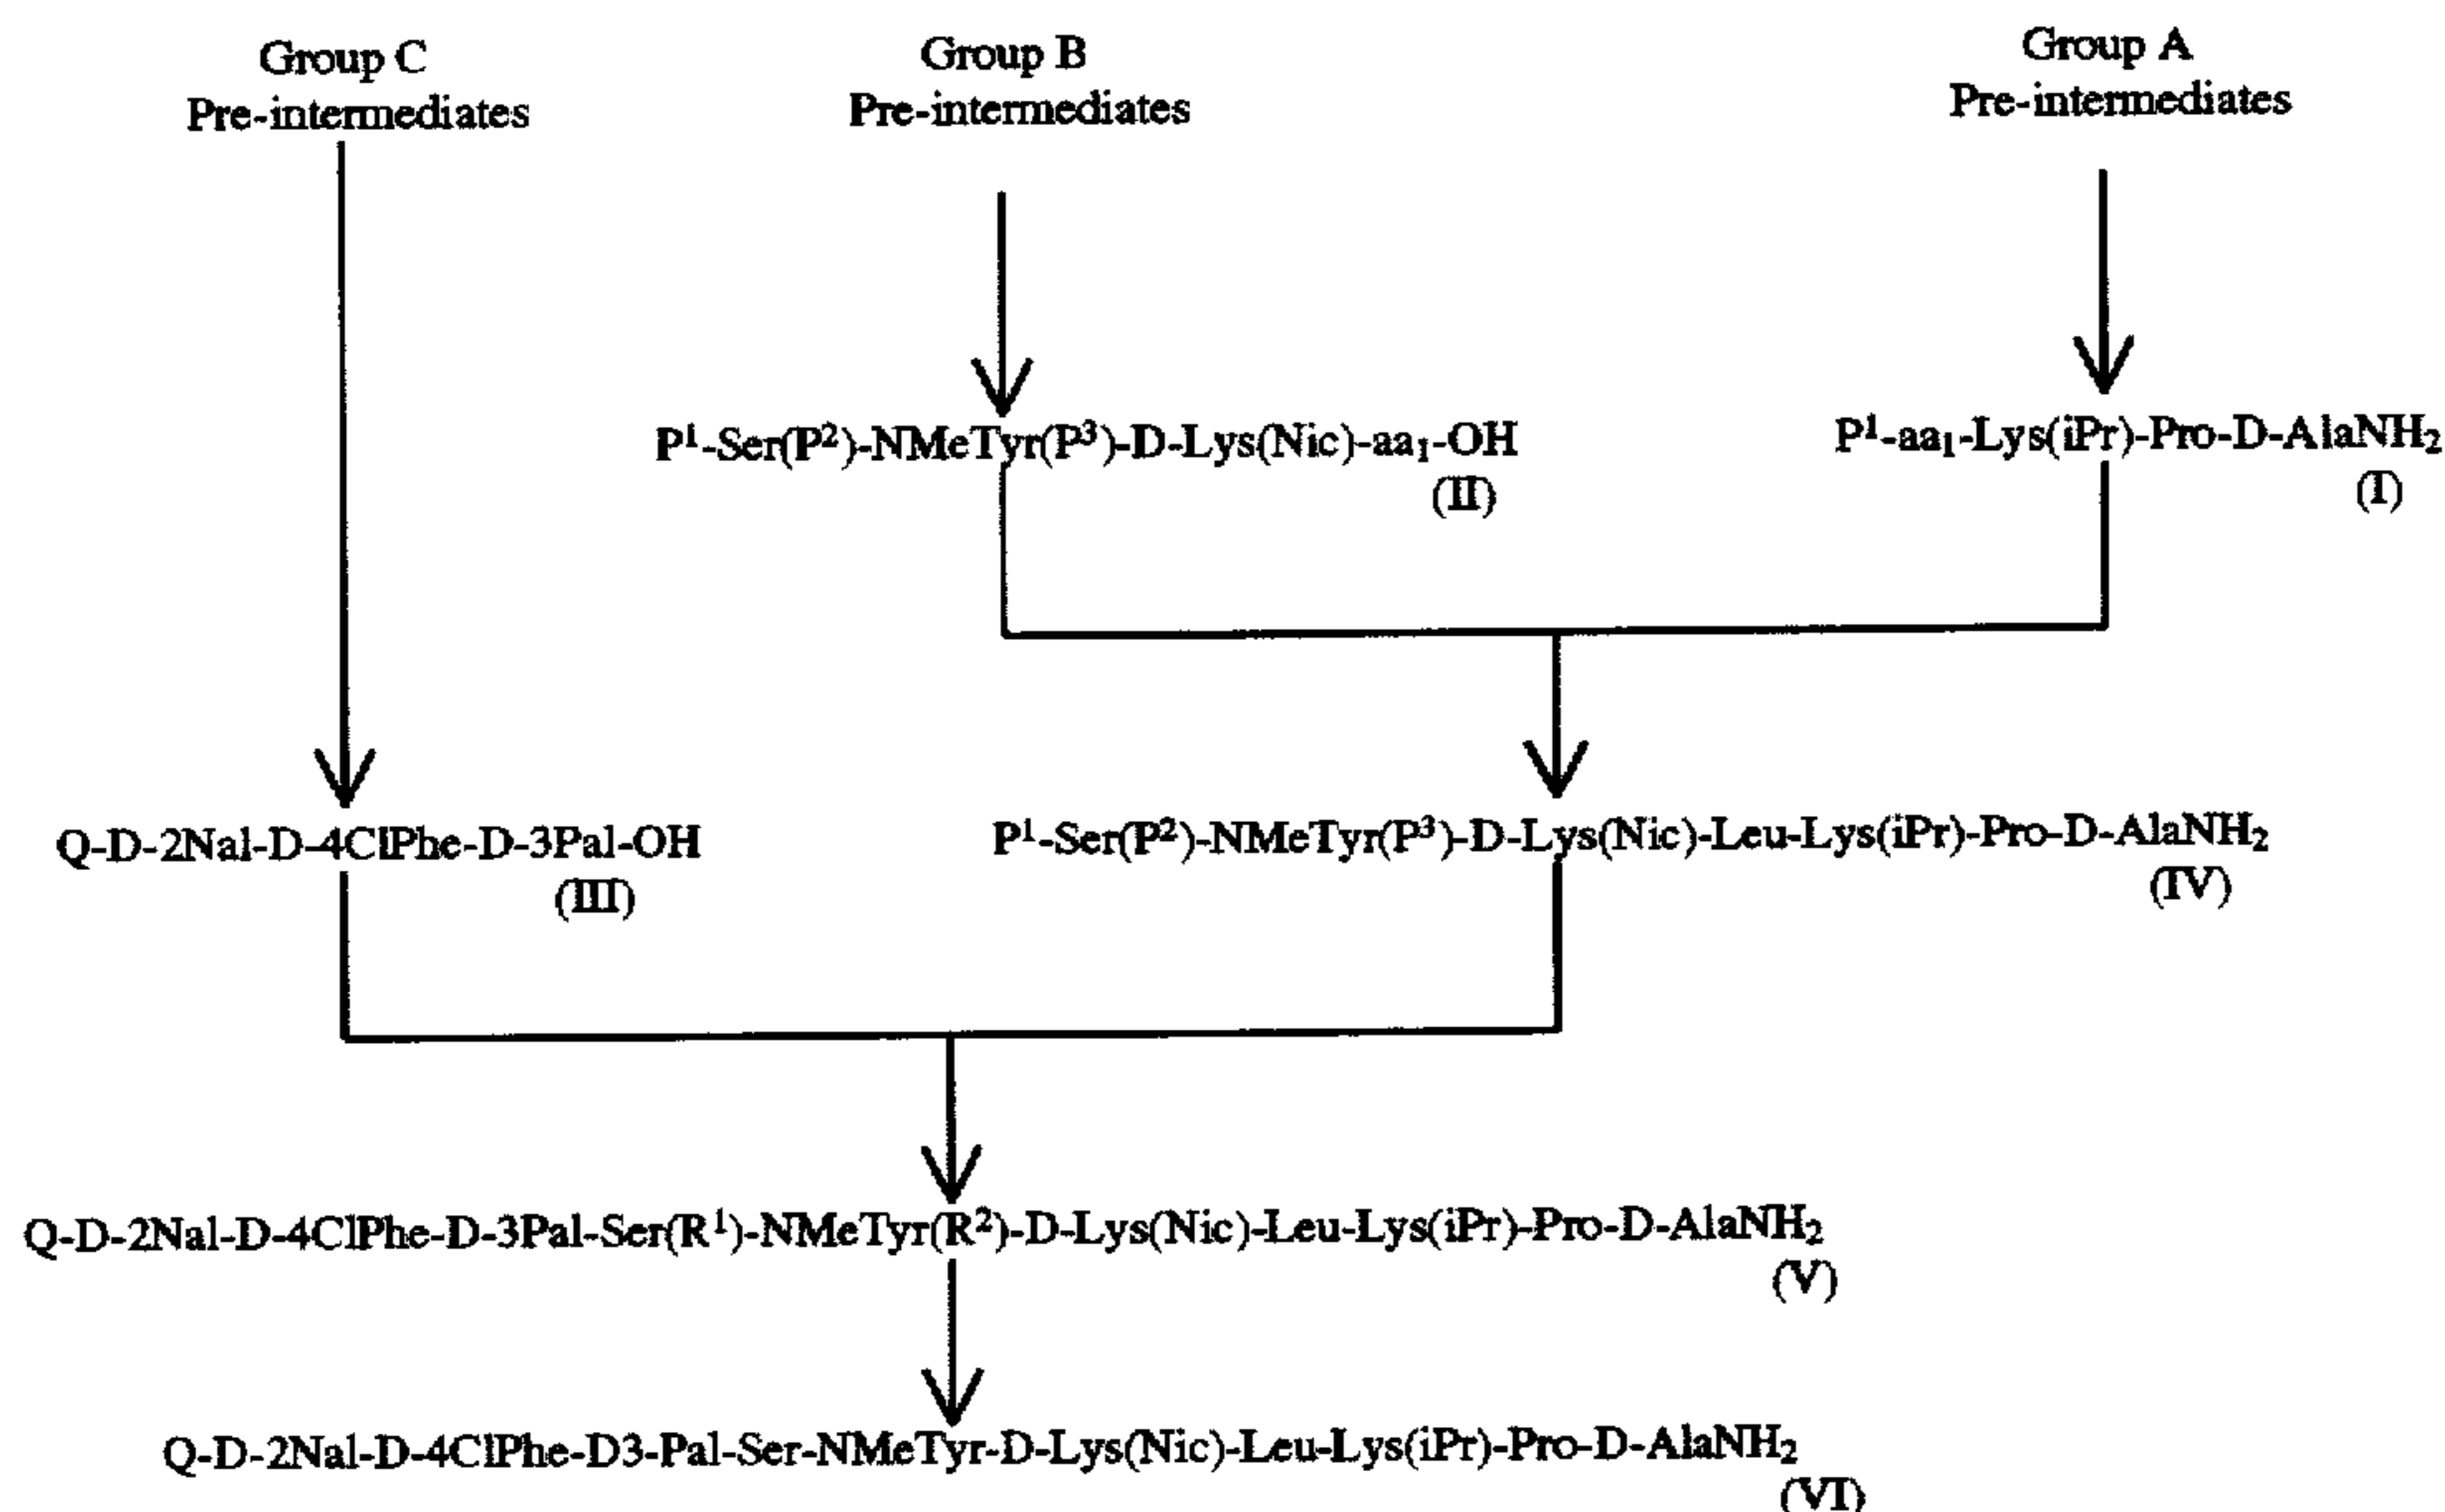 Group C
Pre-intermediates
Group B
Pre-intermediates
Group A
Pre-intermediates
P¹-Ser(P²)-NMeTyr(P³)-D-Lys(Nic)-aa₁-OH
(II)
P¹-aa₁-Lys(iPr)-Pro-D-AlaNH₂
(I)
Q-D-2Nal-D-4ClPhe-D-3Pal-OH
(III)
P¹-Ser(P²)-NMeTyr(P³)-D-Lys(Nic)-Leu-Lys(iPr)-Pro-D-AlaNH₂
(IV)
Q-D-2Nal-D-4ClPhe-D-3Pal-Ser(R¹)-NMeTyr(R²)-D-Lys(Nic)-Leu-Lys(iPr)-Pro-D-AlaNH₂
(V)
Q-D-2Nal-D-4ClPhe-D3-Pal-Ser-NMeTyr-D-Lys(Nic)-Leu-Lys(iPr)-Pro-D-AlaNH₂
(VI)